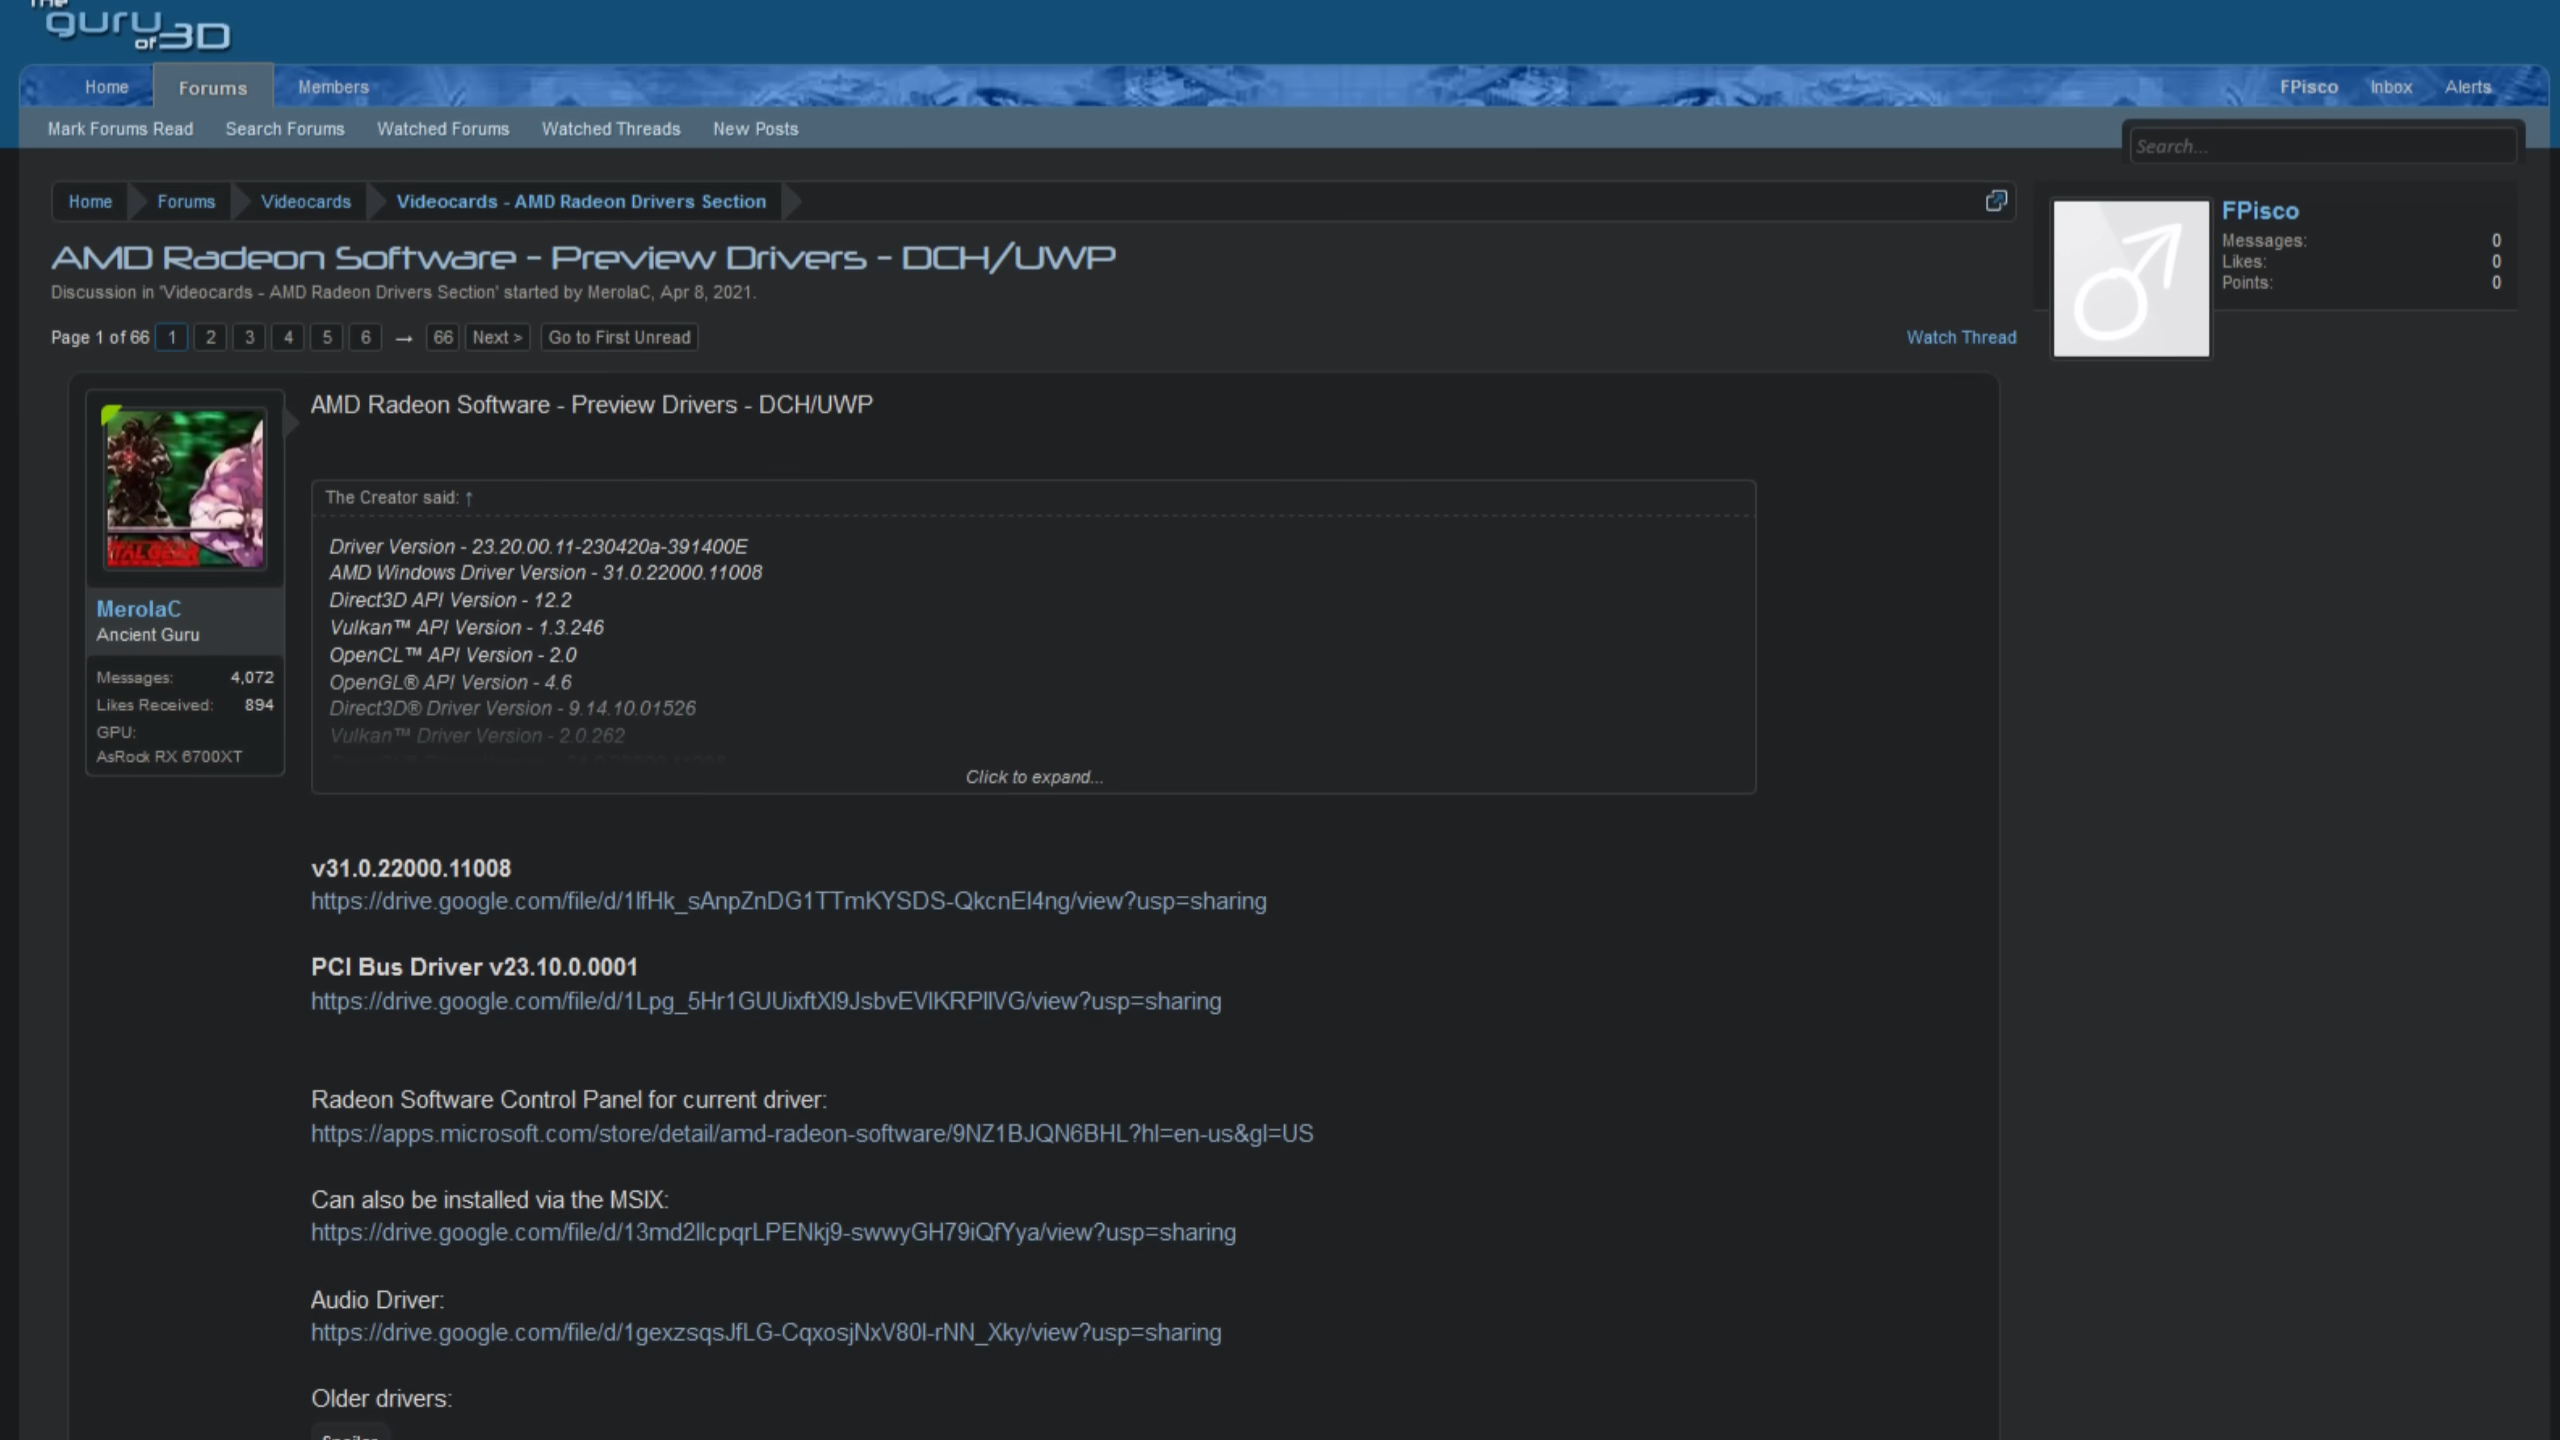 The
guru of 3D
Home Forums Members FPisco Inbox Alerts
Mark Forums Read Search Forums Watched Forums Watched Threads New Posts
Search...
Home Forums Videocards Videocards - AMD Radeon Drivers Section
FPisco
Messages: 0
Likes: 0
Points: 0
AMD Radeon Software - Preview Drivers - DCH/UWP
Discussion in 'Videocards - AMD Radeon Drivers Section' started by MerolaC, Apr 8, 2021.
Page 1 of 66 1 2 3 4 5 6 → 66 Next > Go to First Unread Watch Thread
TAL GEAR
MerolaC
Ancient Guru
Messages: 4,072
Likes Received: 894
GPU:
AsRock RX 6700XT
AMD Radeon Software - Preview Drivers - DCH/UWP
The Creator said: ↑
Driver Version - 23.20.00.11-230420a-391400E
AMD Windows Driver Version - 31.0.22000.11008
Direct3D API Version - 12.2
Vulkan™ API Version - 1.3.246
OpenCL™ API Version - 2.0
OpenGL® API Version - 4.6
Direct3D® Driver Version - 9.14.10.01526
Vulkan™ Driver Version - 2.0.262
Click to expand...
v31.0.22000.11008
https://drive.google.com/file/d/1lfHk_sAnpZnDG1TTmKYSDS-QkcnEl4ng/view?usp=sharing
PCI Bus Driver v23.10.0.0001
https://drive.google.com/file/d/1Lpg_5Hr1GUUixftXl9JsbvEVlKRPIlVG/view?usp=sharing
Radeon Software Control Panel for current driver:
https://apps.microsoft.com/store/detail/amd-radeon-software/9NZ1BJQN6BHL?hl=en-us&gl=US
Can also be installed via the MSIX:
https://drive.google.com/file/d/13md2llcpqrLPENkj9-swwyGH79iQfYya/view?usp=sharing
Audio Driver:
https://drive.google.com/file/d/1gexzsqsJfLG-CqxosjNxV80l-rNN_Xky/view?usp=sharing
Older drivers: